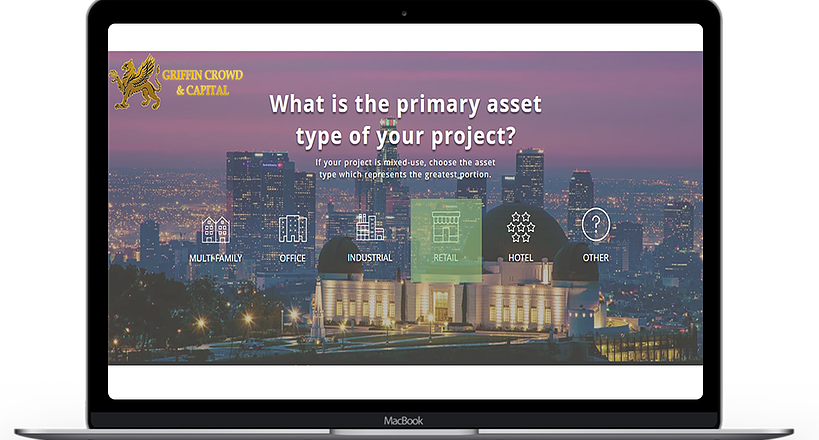 GRIFFIN CROWD
& CAPITAL
What is the primary asset
type of your project?
If your project is mixed-use, choose the asset
type which represents the greatest portion.
MULTI-FAMILY
OFFICE
INDUSTRIAL
RETAIL
HOTEL
?
OTHER
MacBook